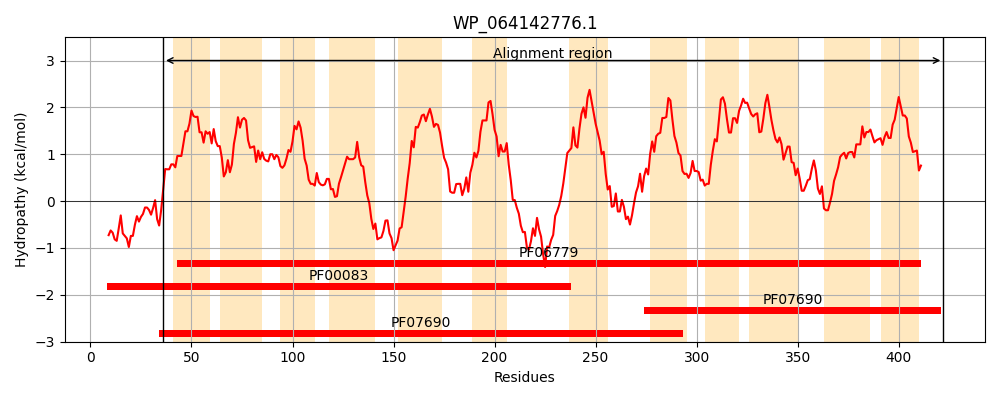 WP_064142776.1
Hydropathy (kcal/mol)
3
2
1
0
−1
−2
−3
Alignment region
PF06779
PF00083
PF07690
PF07690
0
50
100
150
200
250
300
350
400
Residues